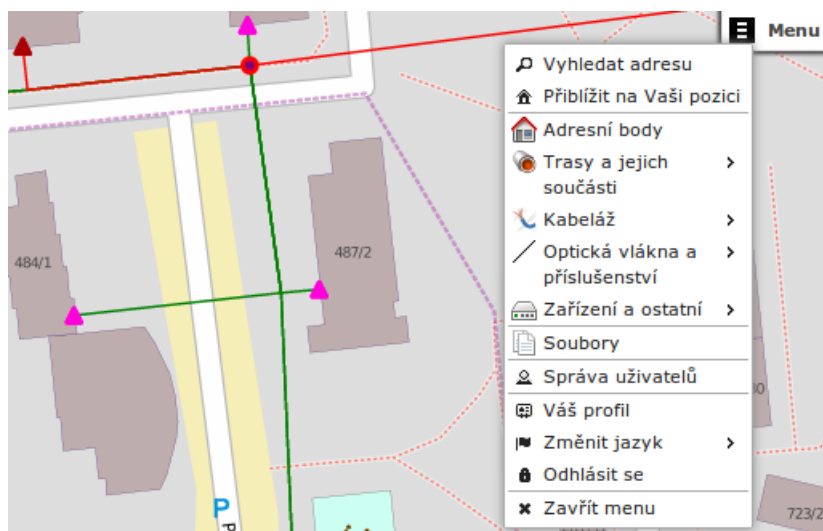 Menu
Vyhledat adresu
Přiblížit na Vaši pozici
Adresní body
Trasy a jejich
součásti
Kabeláž
Optická vlákna a
příslušenství
Zařízení a ostatní
Soubory
Správa uživatelů
Váš profil
Změnit jazyk
Odhlásit se
Zavřít menu
484/1
487/2
P
P
723/2